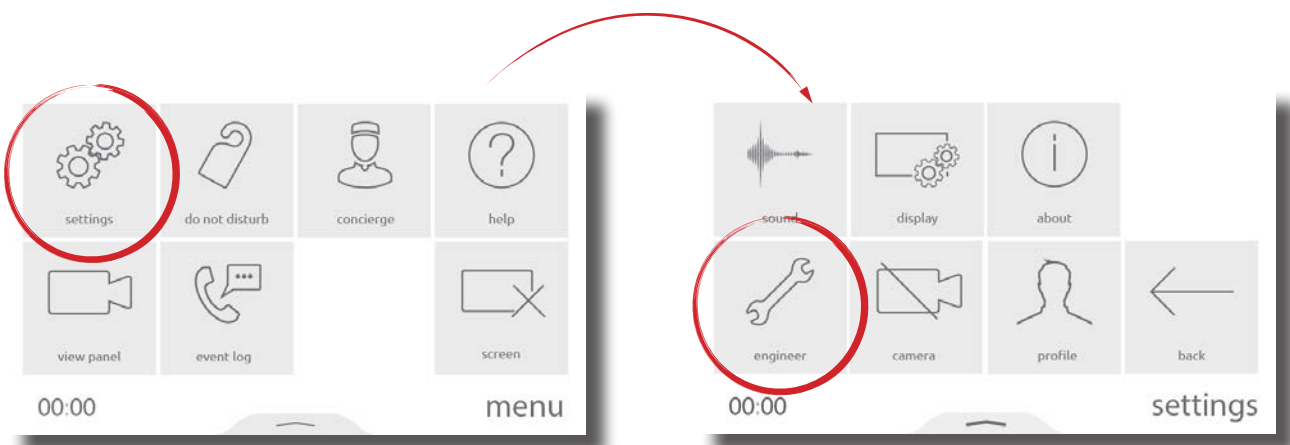 settings
do not disturb
concierge
help
view panel
event log
screen
00:00
menu
sound
display
about
engineer
camera
profile
back
00:00
settings